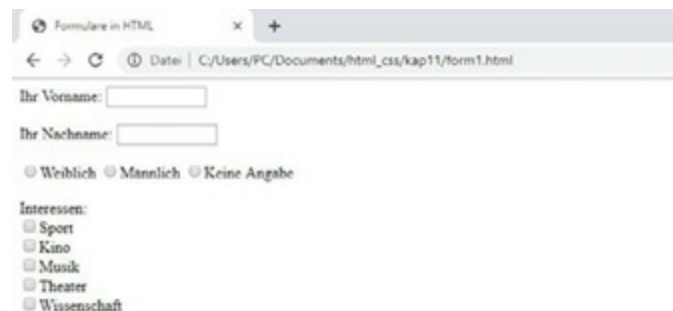 Formulare in HTML
Datei | C:/Users/PC/Documents/html_css/kap11/form1.html
Ihr Vorname:
Ihr Nachname:
Weiblich Männlich Keine Angabe
Interessen:
Sport
Kino
Musik
Theater
Wissenschaft